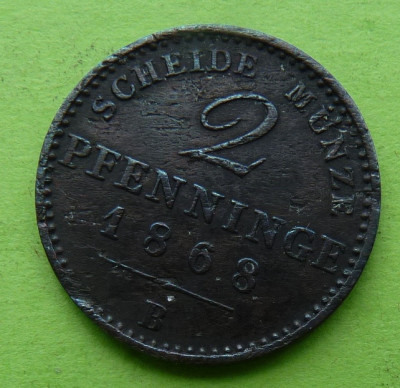 SCHEIDE MÜNZE
2
PFENNINGE
1868
B